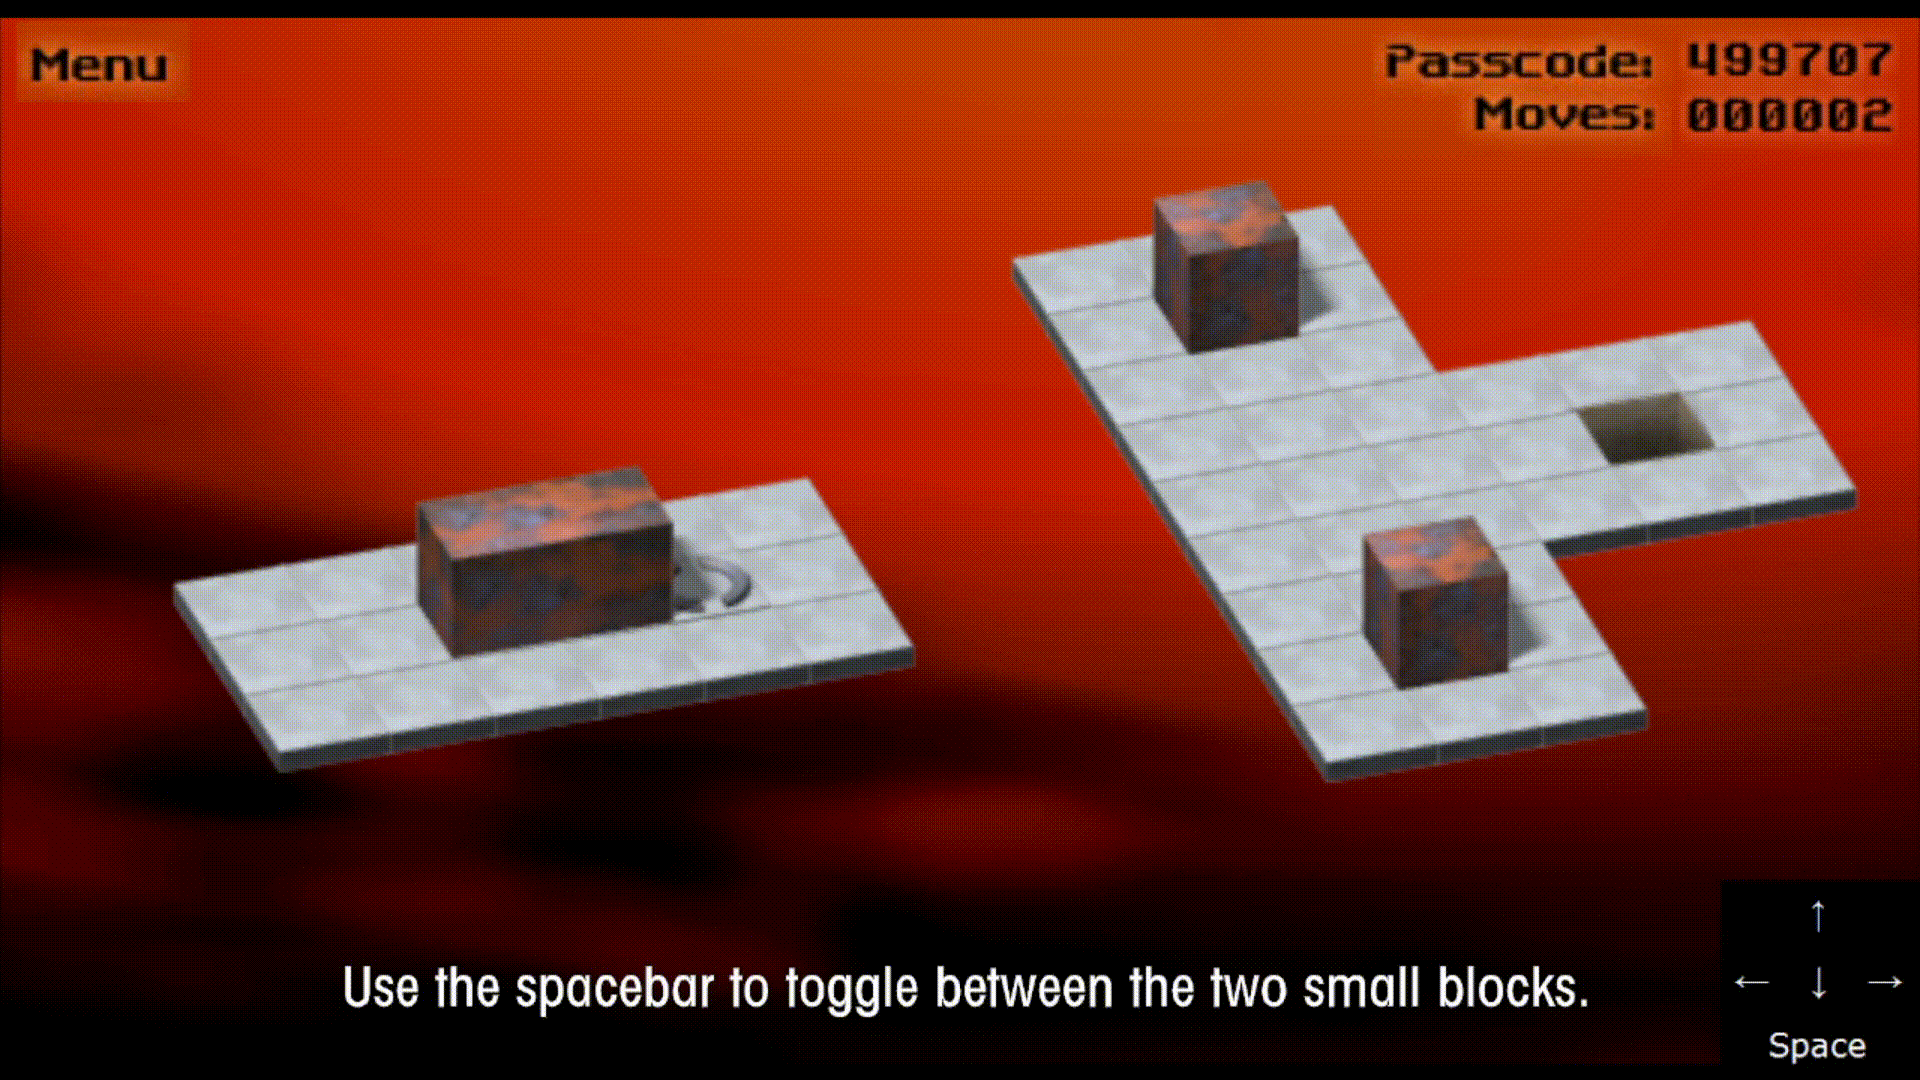 Menu
Passcode: 499707
Moves: 000002
Use the spacebar to toggle between the two small blocks.
↑
← ↓ →
Space